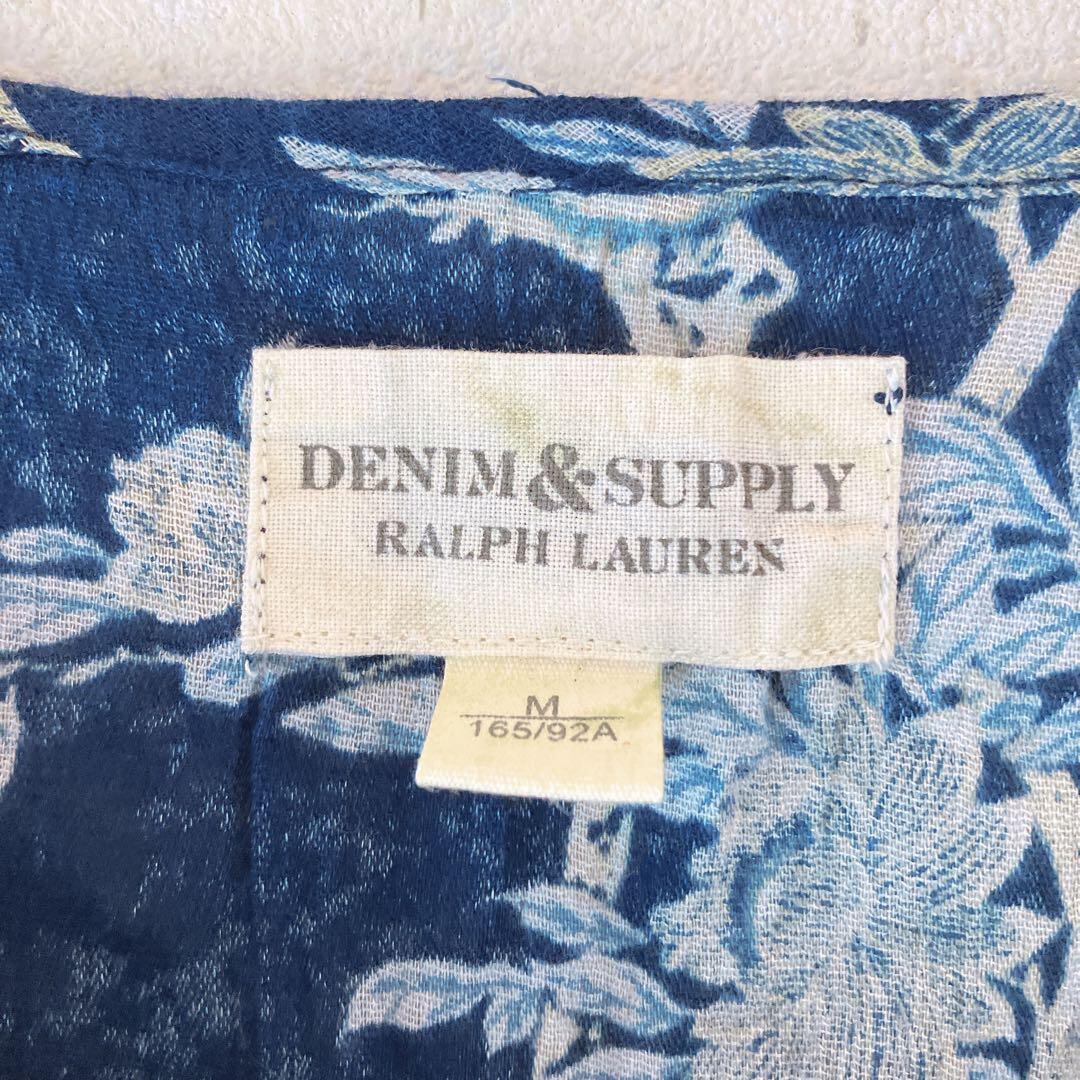 DENIM & SUPPLY
RALPH LAUREN
M
165/92A